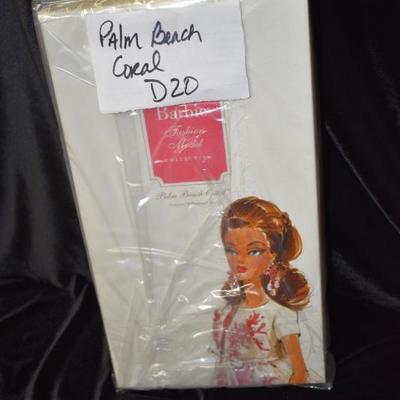 PAlm Beach
Coral
D20
Barbie
Fashion
Model
COLLECTION
Palm Beach Coral